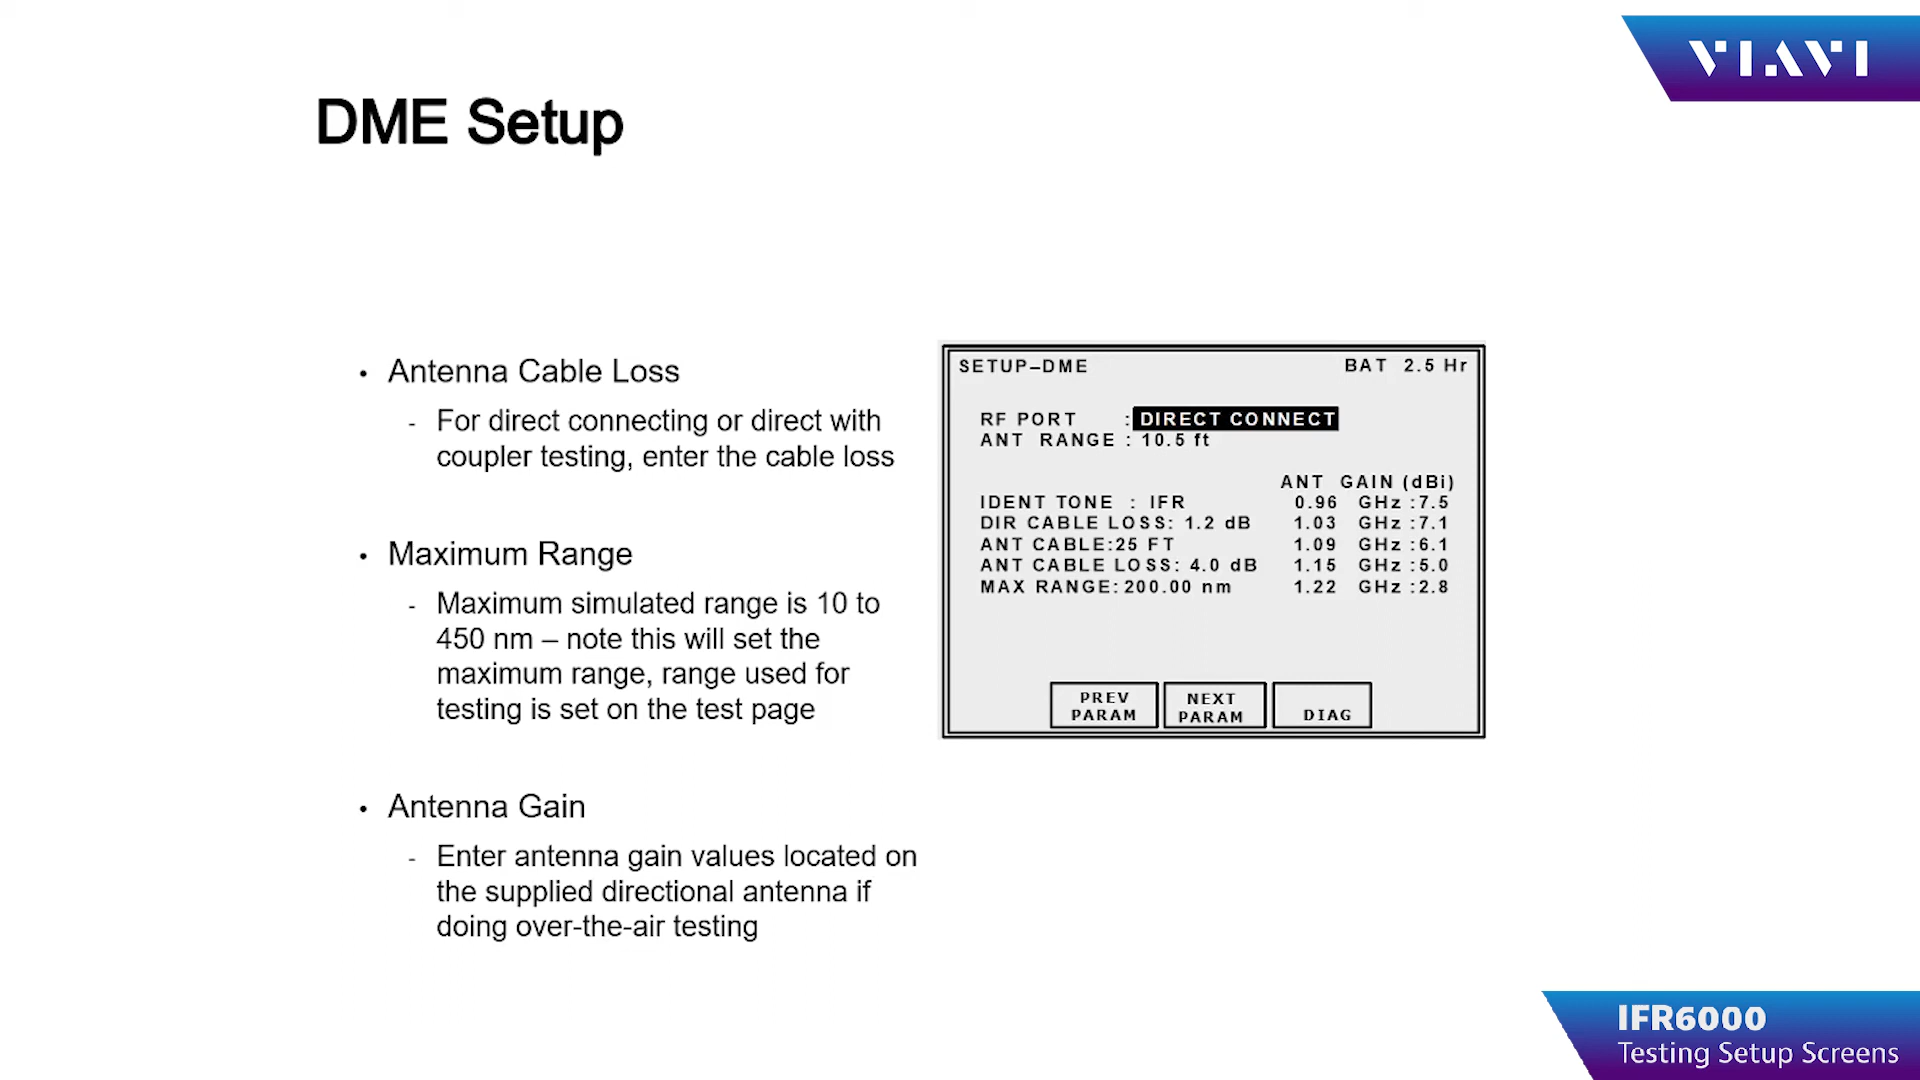 VIAVI
DME Setup
• Antenna Cable Loss
- For direct connecting or direct with
coupler testing, enter the cable loss
• Maximum Range
- Maximum simulated range is 10 to
450 nm – note this will set the
maximum range, range used for
testing is set on the test page
• Antenna Gain
- Enter antenna gain values located on
the supplied directional antenna if
doing over-the-air testing
SETUP–DME BAT 2.5 Hr
RF PORT : DIRECT CONNECT
ANT RANGE : 10.5 ft
ANT GAIN (dBi)
IDENT TONE : IFR 0.96 GHz :7.5
DIR CABLE LOSS: 1.2 dB 1.03 GHz :7.1
ANT CABLE:25 FT 1.09 GHz :6.1
ANT CABLE LOSS: 4.0 dB 1.15 GHz :5.0
MAX RANGE:200.00 nm 1.22 GHz :2.8
PREV
PARAM
NEXT
PARAM
DIAG
IFR6000
Testing Setup Screens